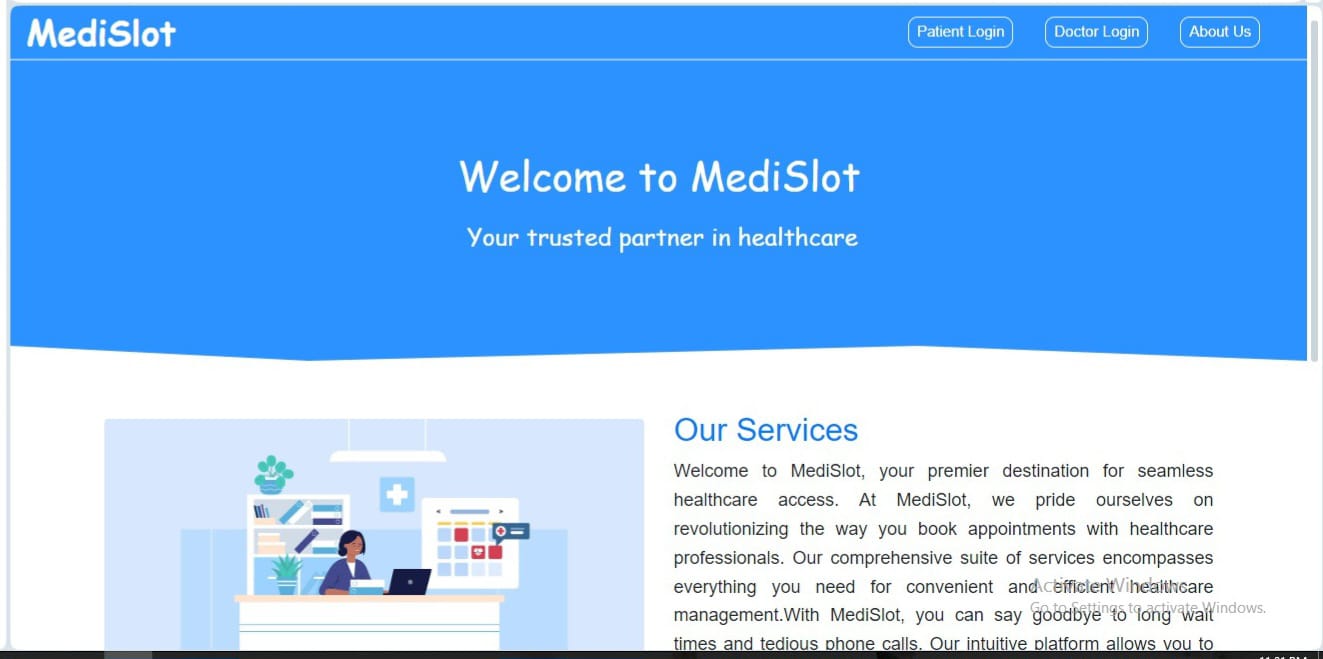 MediSlot
Patient Login
Doctor Login
About Us
Welcome to MediSlot
Your trusted partner in healthcare
Our Services
Welcome to MediSlot, your premier destination for seamless
healthcare access. At MediSlot, we pride ourselves on
revolutionizing the way you book appointments with healthcare
professionals. Our comprehensive suite of services encompasses
everything you need for convenient and efficient healthcare
management.With MediSlot, you can say goodbye to long wait
times and tedious phone calls. Our intuitive platform allows you to
Activate Windows
Go to Settings to activate Windows.